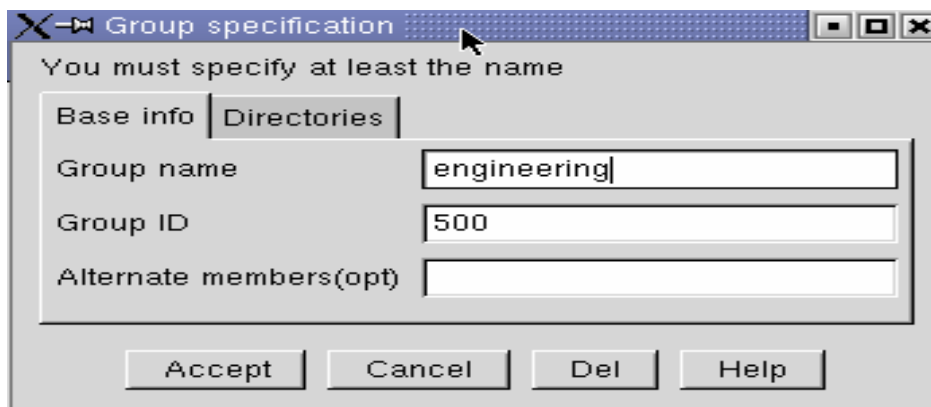 Group specification
You must specify at least the name
Base info Directories
Group name engineering
Group ID 500
Alternate members(opt)
Accept Cancel Del Help